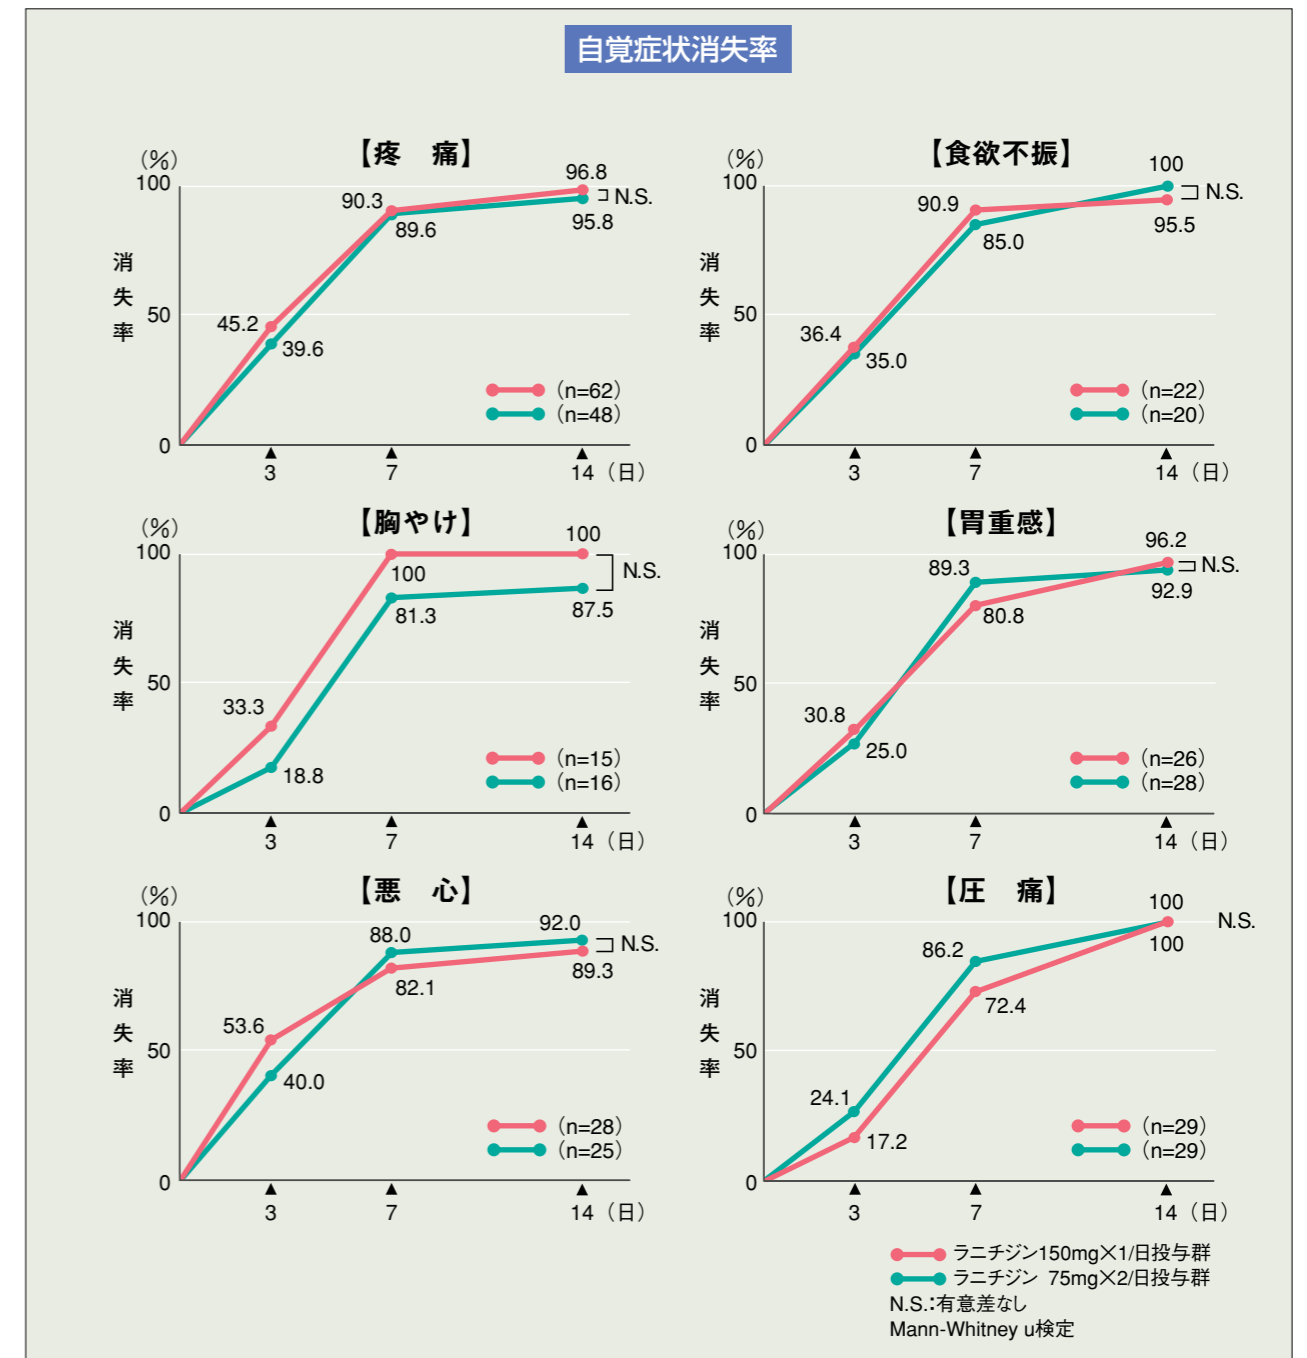 自覚症状消失率
【疼　痛】
(%)
100
50
0
消
失
率
45.2
39.6
90.3
89.6
96.8
95.8
N.S.
(n=62)
(n=48)
▲ ▲ ▲
3 7 14 (日)
【食欲不振】
(%)
100
50
0
消
失
率
36.4
35.0
90.9
85.0
100
95.5
N.S.
(n=22)
(n=20)
▲ ▲ ▲
3 7 14 (日)
【胸やけ】
(%)
100
50
0
消
失
率
33.3
18.8
100
81.3
100
87.5
N.S.
(n=15)
(n=16)
▲ ▲ ▲
3 7 14 (日)
【胃重感】
(%)
100
50
0
消
失
率
30.8
25.0
89.3
80.8
96.2
92.9
N.S.
(n=26)
(n=28)
▲ ▲ ▲
3 7 14 (日)
【悪　心】
(%)
100
50
0
消
失
率
53.6
40.0
88.0
82.1
92.0
89.3
N.S.
(n=28)
(n=25)
▲ ▲ ▲
3 7 14 (日)
【圧　痛】
(%)
100
50
0
消
失
率
24.1
17.2
86.2
72.4
100
100
N.S.
(n=29)
(n=29)
▲ ▲ ▲
3 7 14 (日)
ラニチジン150mg×1/日投与群
ラニチジン 75mg×2/日投与群
N.S.:有意差なし
Mann-Whitney u検定